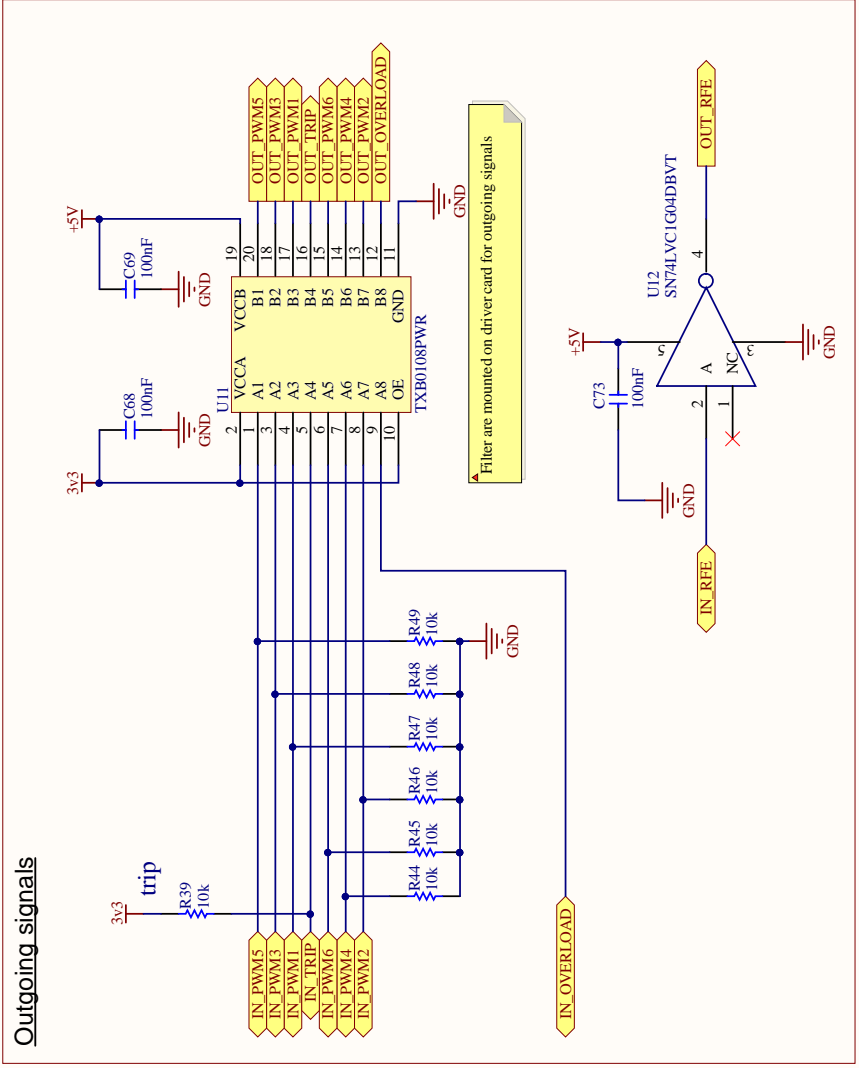 Outgoing signals
3v3
trip
R39
10k
3v3
C68
100nF
GND
+5V
C69
100nF
GND
U11
2
VCCA
VCCB
19
IN_PWM5
1
A1
B1
20
OUT_PWM5
IN_PWM3
3
A2
B2
18
OUT_PWM3
IN_PWM1
4
A3
B3
17
OUT_PWM1
IN_TRIP
5
A4
B4
16
OUT_TRIP
IN_PWM6
6
A5
B5
15
OUT_PWM6
IN_PWM4
7
A6
B6
14
OUT_PWM4
IN_PWM2
8
A7
B7
13
OUT_PWM2
9
A8
B8
12
OUT_OVERLOAD
10
OE
GND
11
TXB0108PWR
GND
R44
10k
R45
10k
R46
10k
R47
10k
R48
10k
R49
10k
GND
Filter are mounted on driver card for outgoing signals
IN_OVERLOAD
+5V
C73
100nF
GND
U12
SN74LVC1G04DBVT
5
IN_RFE
2
A
4
OUT_RFE
1
NC
3
GND